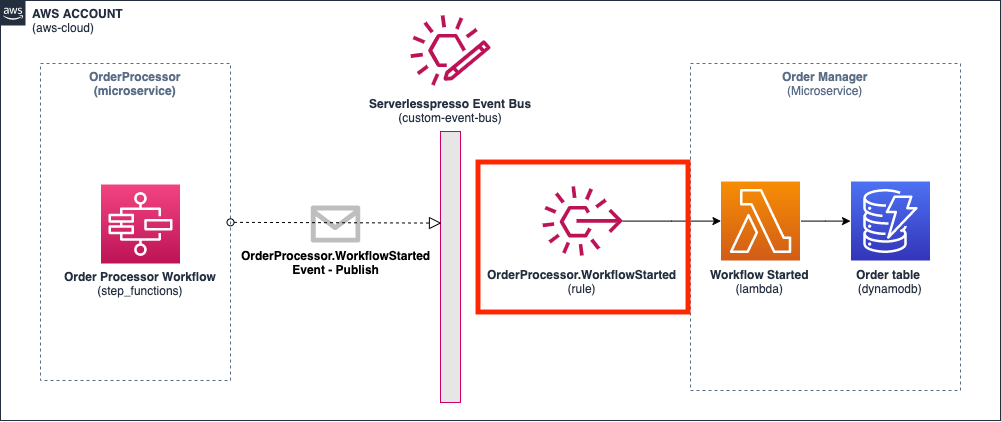 aws
AWS ACCOUNT
(aws-cloud)
OrderProcessor
(microservice)
Order Processor Workflow
(step_functions)
OrderProcessor.WorkflowStarted
Event - Publish
Serverlesspresso Event Bus
(custom-event-bus)
OrderProcessor.WorkflowStarted
(rule)
Order Manager
(Microservice)
Workflow Started
(lambda)
Order table
(dynamodb)